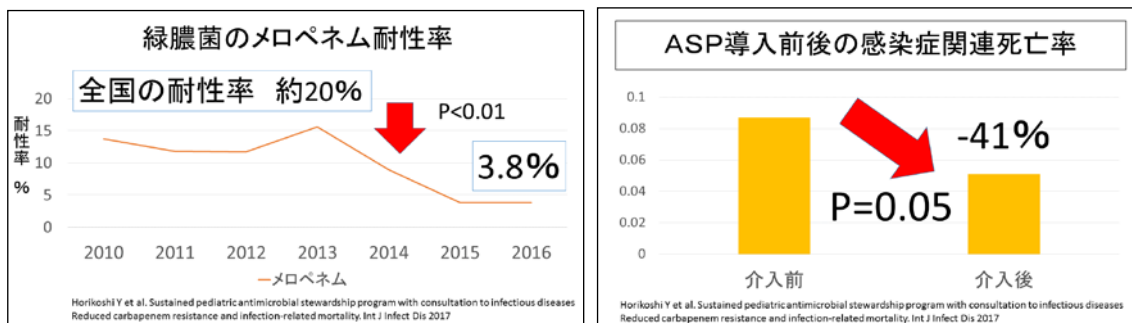 緑膿菌のメロペネム耐性率
全国の耐性率 約20%
P<0.01
3.8%
耐性率 %
20
15
10
5
0
2010 2011 2012 2013 2014 2015 2016
メロペネム
Horikoshi Y et al. Sustained pediatric antimicrobial stewardship program with consultation to infectious diseases
Reduced carbapenem resistance and infection-related mortality. Int J Infect Dis 2017
ASP導入前後の感染症関連死亡率
0.1
0.08
0.06
0.04
0.02
0
-41%
P=0.05
介入前 介入後
Horikoshi Y et al. Sustained pediatric antimicrobial stewardship program with consultation to infectious diseases
Reduced carbapenem resistance and infection-related mortality. Int J Infect Dis 2017